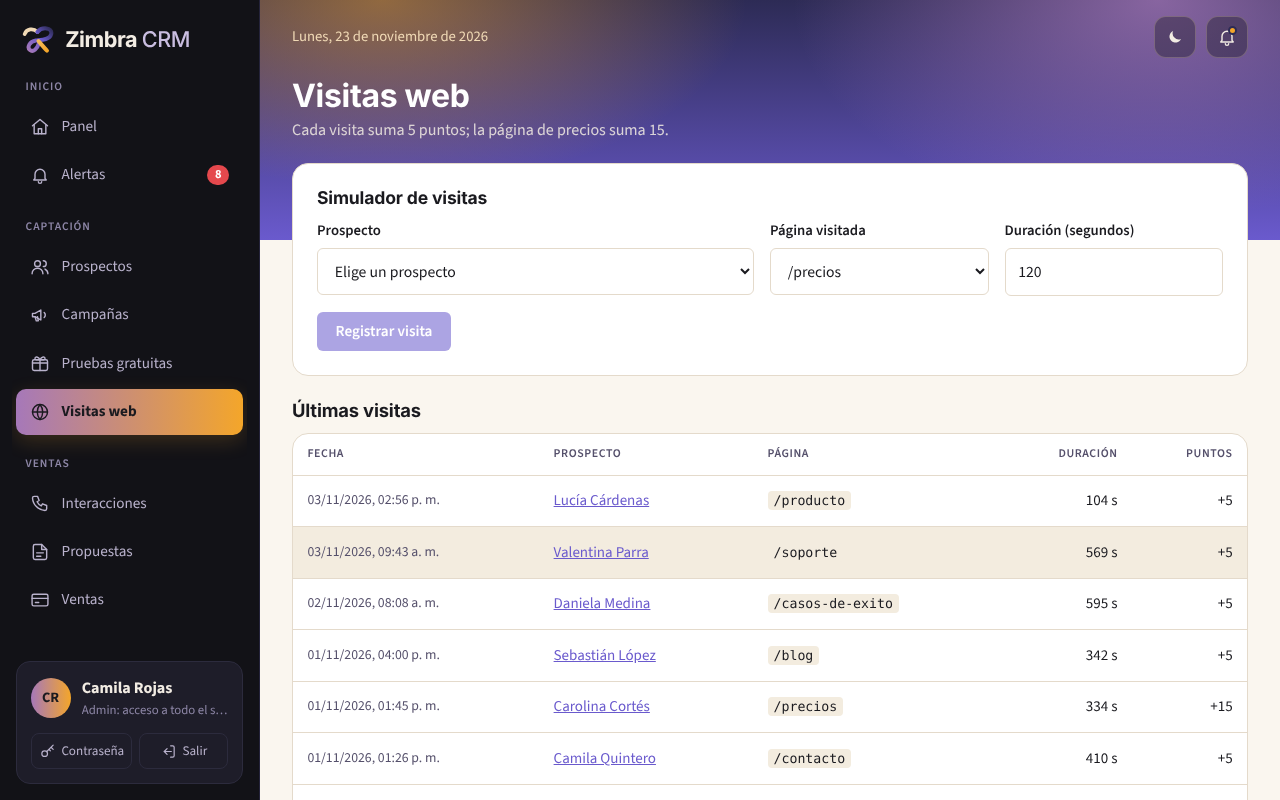 Zimbra CRM
INICIO
Panel
Alertas 8
CAPTACIÓN
Prospectos
Campañas
Pruebas gratuitas
Visitas web
VENTAS
Interacciones
Propuestas
Ventas
CR Camila Rojas
Admin: acceso a todo el s…
Contraseña Salir
Lunes, 23 de noviembre de 2026
Visitas web
Cada visita suma 5 puntos; la página de precios suma 15.
Simulador de visitas
Prospecto Página visitada Duración (segundos)
Elige un prospecto /precios 120
Registrar visita
Últimas visitas
FECHA PROSPECTO PÁGINA DURACIÓN PUNTOS
03/11/2026, 02:56 p. m. Lucía Cárdenas /producto 104 s +5
03/11/2026, 09:43 a. m. Valentina Parra /soporte 569 s +5
02/11/2026, 08:08 a. m. Daniela Medina /casos-de-exito 595 s +5
01/11/2026, 04:00 p. m. Sebastián López /blog 342 s +5
01/11/2026, 01:45 p. m. Carolina Cortés /precios 334 s +15
01/11/2026, 01:26 p. m. Camila Quintero /contacto 410 s +5